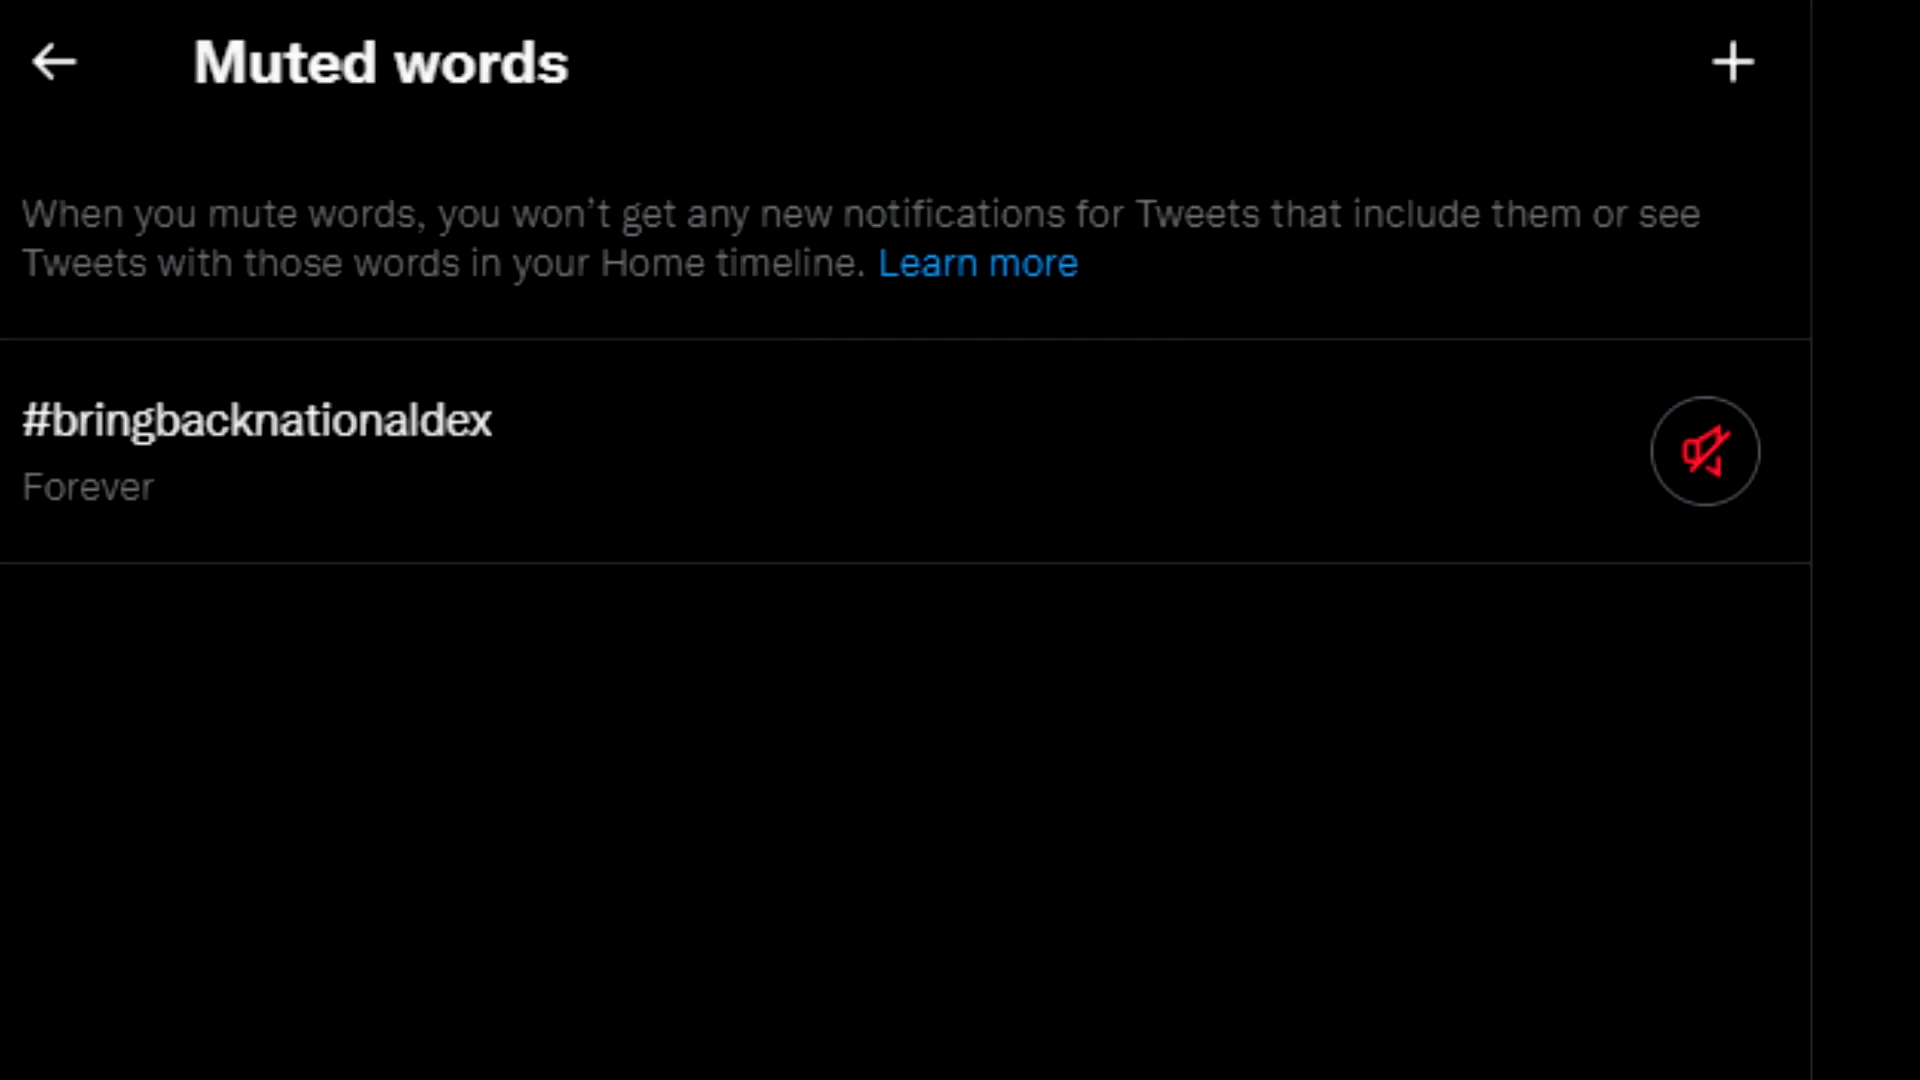 Muted words
When you mute words, you won’t get any new notifications for Tweets that include them or see
Tweets with those words in your Home timeline. Learn more
#bringbacknationaldex
Forever